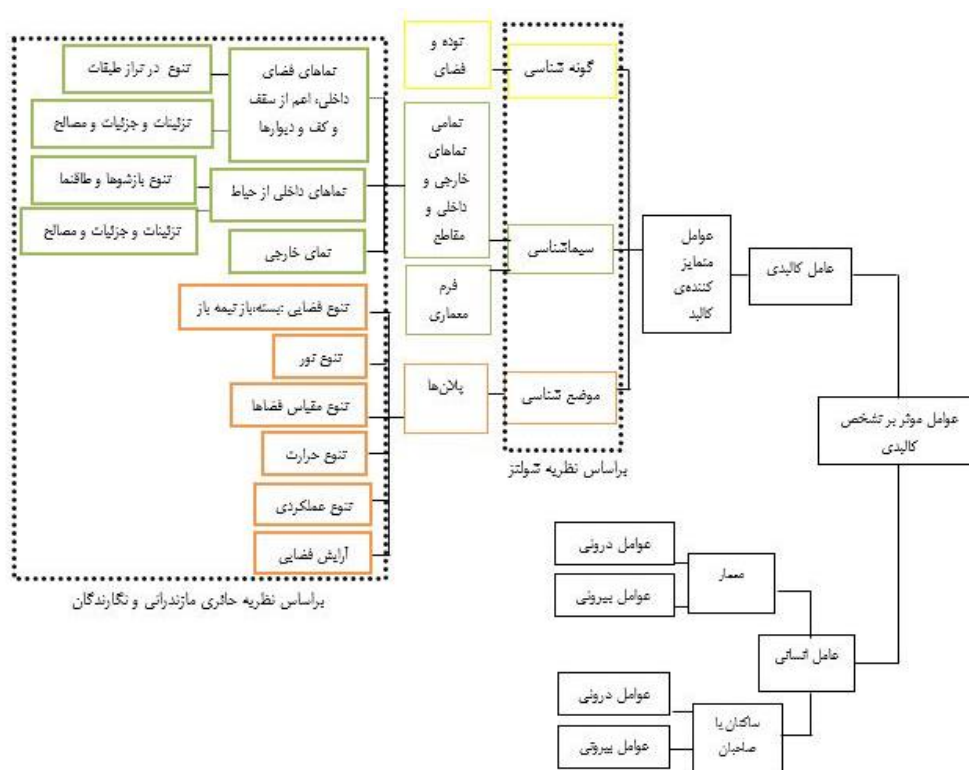 عوامل موثر بر تشخص
کالبدی
عامل کالبدی
عوامل
متمایز
کننده‌ی
کالبد
گونه شناسی
سیماشناسی
موضع شناسی
براساس نظریه شولتز
توده و
فضای
تمامی
نماهای
خارجی و
داخلی و
مقاطع
فرم
معماری
پلان‌ها
نماهای فضای
داخلی، اعم از سقف
و کف و دیوارها
تنوع در تراز طبقات
تزئینات و جزئیات و مصالح
نماهای داخلی از حیاط
تنوع بازشوها و طاقنما
تزئینات و جزئیات و مصالح
نمای خارجی
تنوع فضایی :بسته،باز نیمه باز
تنوع نور
تنوع مقیاس فضاها
تنوع حرارت
تنوع عملکردی
آرایش فضایی
براساس نظریه حائری مازندرانی و نگارندگان
عامل انسانی
معمار
عوامل درونی
عوامل بیرونی
ساکنان یا
صاحبان
عوامل درونی
عوامل بیرونی